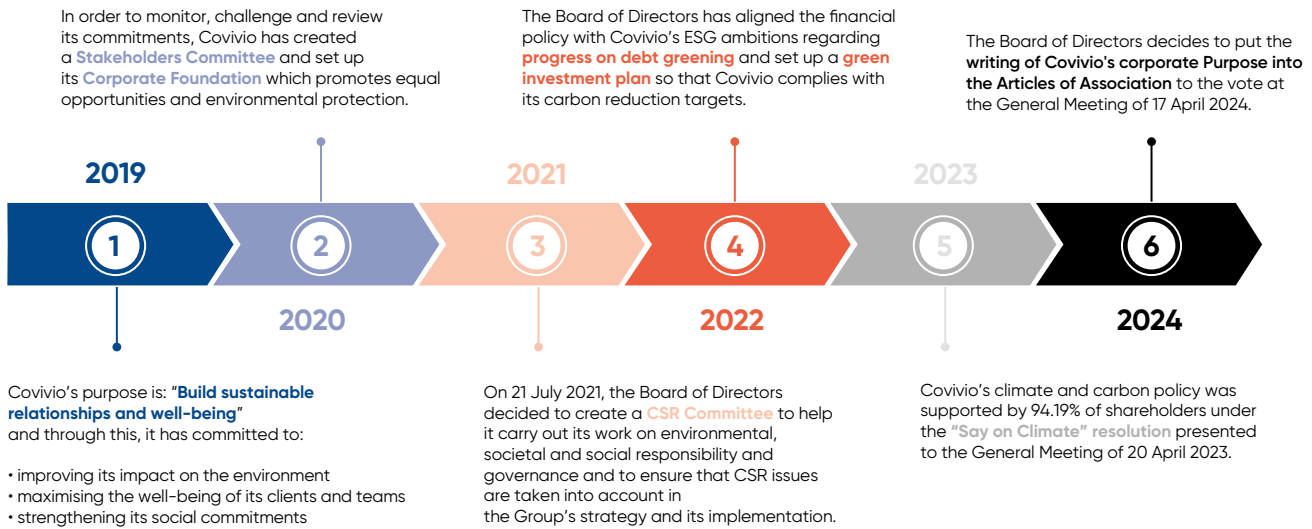 In order to monitor, challenge and review
its commitments, Covivio has created
a Stakeholders Committee and set up
its Corporate Foundation which promotes equal
opportunities and environmental protection.
The Board of Directors has aligned the financial
policy with Covivio's ESG ambitions regarding
progress on debt greening and set up a green
investment plan so that Covivio complies with
its carbon reduction targets.
The Board of Directors decides to put the
writing of Covivio's corporate Purpose into
the Articles of Association to the vote at
the General Meeting of 17 April 2024.
2019
2021
2023
1
2
3
4
5
6
2020
2022
2024
Covivio's purpose is: “Build sustainable
relationships and well-being”
and through this, it has committed to:
• improving its impact on the environment
• maximising the well-being of its clients and teams
• strengthening its social commitments
On 21 July 2021, the Board of Directors
decided to create a CSR Committee to help
it carry out its work on environmental,
societal and social responsibility and
governance and to ensure that CSR issues
are taken into account in
the Group's strategy and its implementation.
Covivio's climate and carbon policy was
supported by 94.19% of shareholders under
the “Say on Climate” resolution presented
to the General Meeting of 20 April 2023.